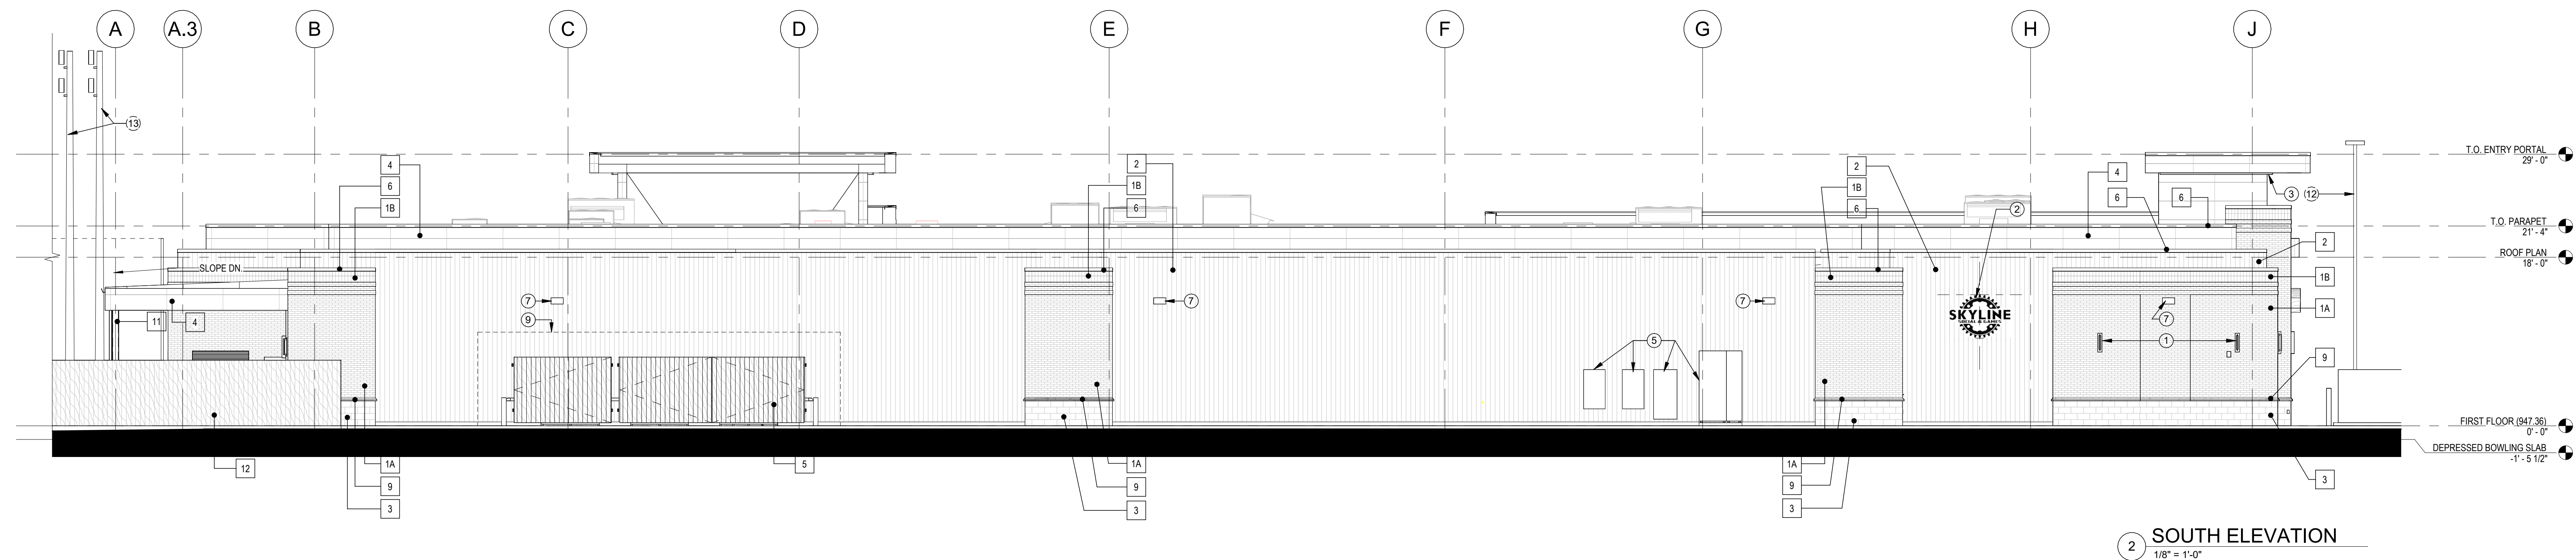 A A.3 B C D E F G H J
(13)
4
6
1B
2
1B
6
2
1B
6
4
6
6
3 (12)
2
2
1B
1A
SLOPE DN.
11
4
7
9
7
7
5
SKYLINE
SOCIAL & GAMES
7
1
9
T.O. ENTRY PORTAL
29' - 0"
T.O. PARAPET
21' - 4"
ROOF PLAN
18' - 0"
FIRST FLOOR (947.36)
0' - 0"
DEPRESSED BOWLING SLAB
-1' - 5 1/2"
12
1A
9
3
5
1A
9
3
1A
9
3
3
2 SOUTH ELEVATION
1/8" = 1'-0"